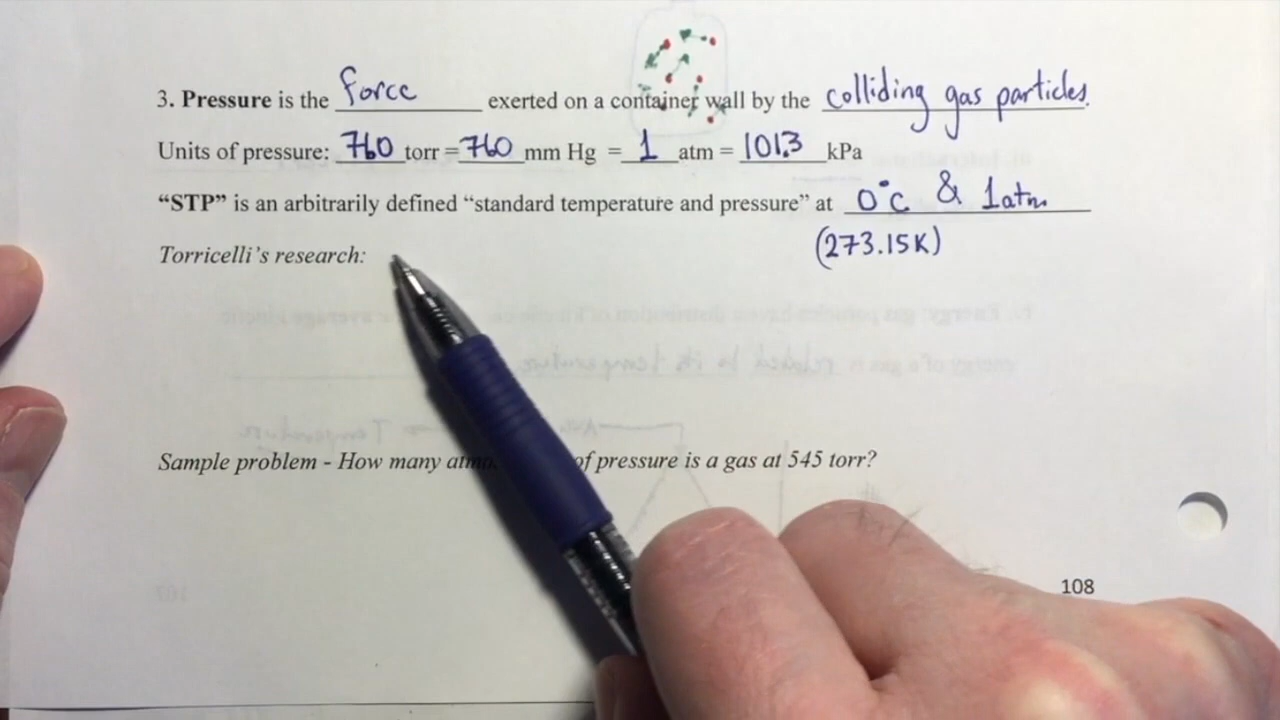 3. Pressure is the force exerted on a container wall by the colliding gas particles.
Units of pressure: 760 torr = 760 mm Hg = 1 atm = 101.3 kPa
“STP” is an arbitrarily defined “standard temperature and pressure” at 0°C & 1atm
(273.15K)
Torricelli’s research:
Sample problem - How many of pressure is a gas at 545 torr?
108